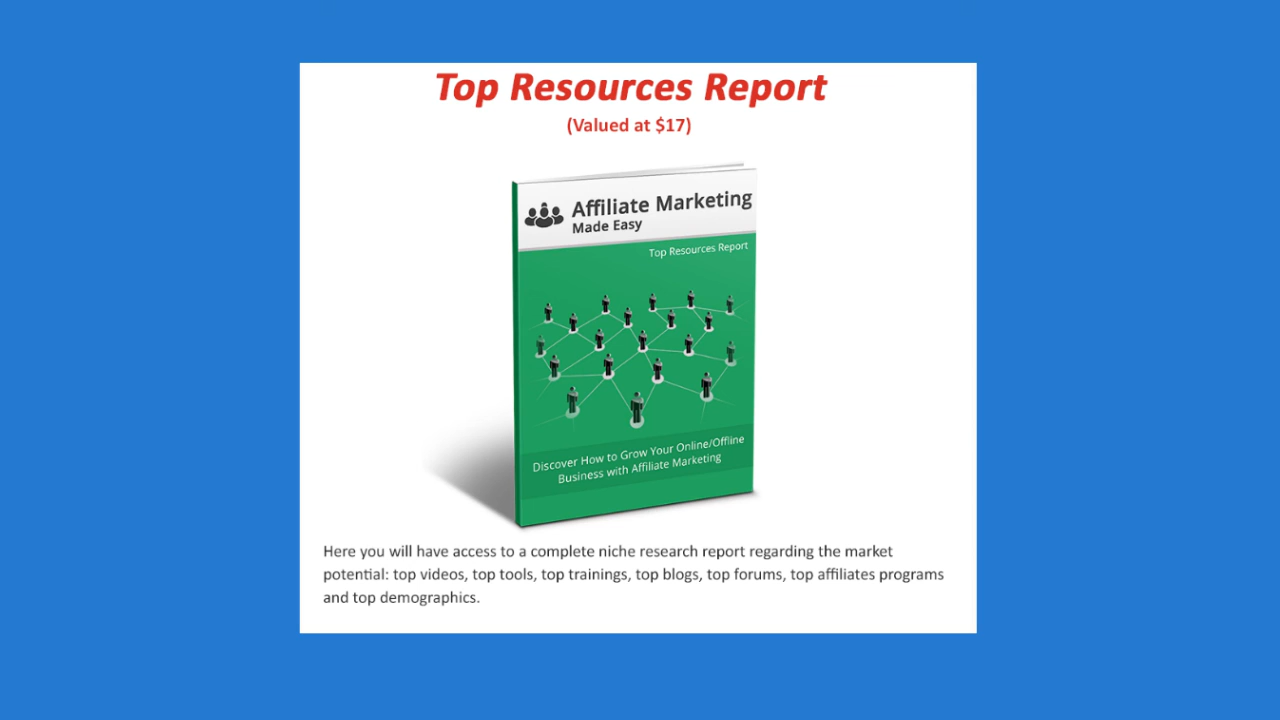 Top Resources Report
(Valued at $17)
Affiliate Marketing
Made Easy
Top Resources Report
Discover How to Grow Your Online/Offline
Business with Affiliate Marketing
Here you will have access to a complete niche research report regarding the market
potential: top videos, top tools, top trainings, top blogs, top forums, top affiliates programs
and top demographics.